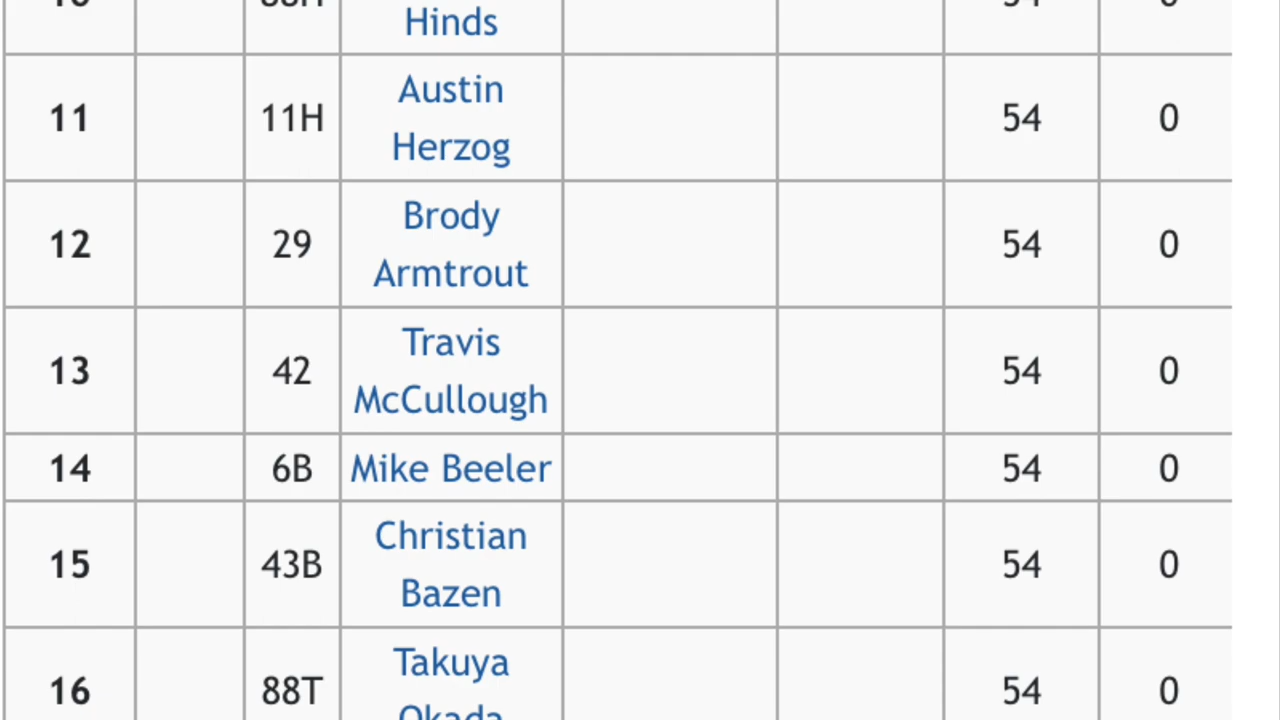 Hinds
11 11H Austin Herzog 54 0
12 29 Brody Armtrout 54 0
13 42 Travis McCullough 54 0
14 6B Mike Beeler 54 0
15 43B Christian Bazen 54 0
16 88T Takuya Okada 54 0